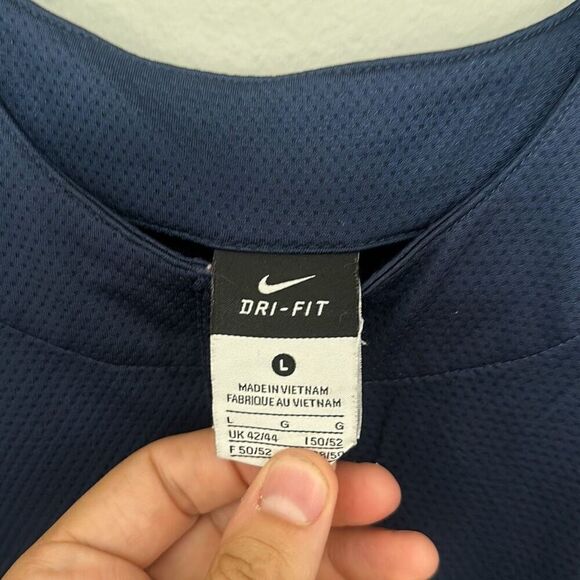 DRI-FIT
L
MADE IN VIETNAM
FABRIQUE AU VIETNAM
L G G
UK 42/44 I 50/52
F 50/52